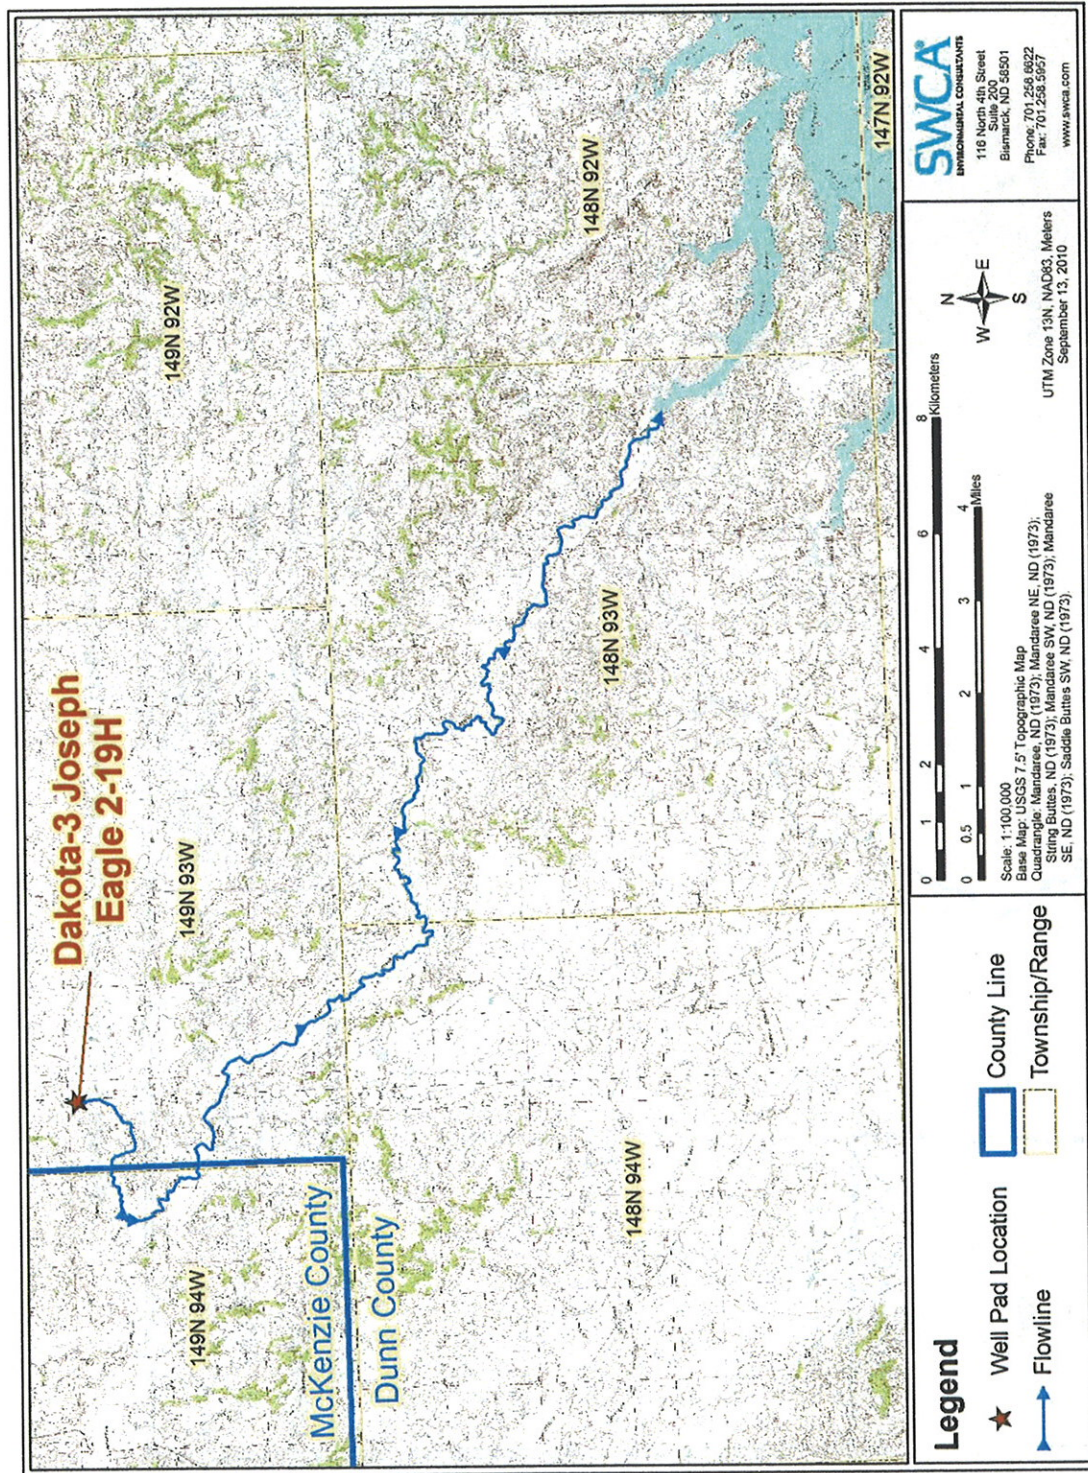 Dakota-3 Joseph
Eagle 2-19H
149N 94W
149N 93W
149N 92W
McKenzie County
Dunn County
148N 94W
148N 93W
148N 92W
147N 92W
Legend
Well Pad Location
Flowline
County Line
Township/Range
0 1 2 4 6 8
Kilometers
0 0.5 1 2 3 4
Miles
Scale: 1:100,000
Base Map: USGS 7.5' Topographic Map
Quadrangle: Mandaree, ND (1973); Mandaree NE, ND (1973);
String Buttes, ND (1973); Mandaree SW, ND (1973); Mandaree
SE, ND (1973); Saddle Buttes SW, ND (1973).
N
W
E
S
UTM Zone 13N, NAD83, Meters
September 13, 2010
SWCA®
ENVIRONMENTAL CONSULTANTS
116 North 4th Street
Suite 200
Bismarck, ND 58501
Phone: 701.258.6622
Fax: 701.258.5957
www.swca.com